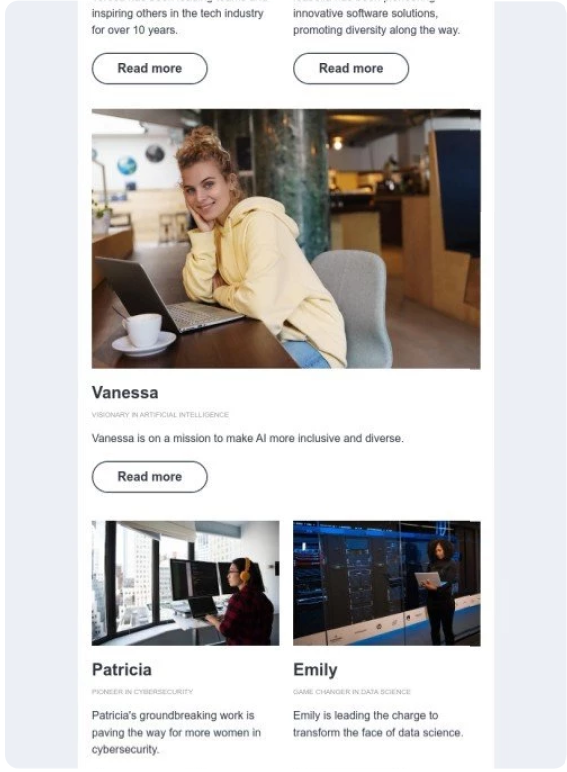 inspiring others in the tech industry
for over 10 years.
innovative software solutions,
promoting diversity along the way.
Read more
Read more
Vanessa
VISIONARY IN ARTIFICIAL INTELLIGENCE
Vanessa is on a mission to make AI more inclusive and diverse.
Read more
Patricia
PIONEER IN CYBERSECURITY
Patricia's groundbreaking work is
paving the way for more women in
cybersecurity.
Emily
GAME CHANGER IN DATA SCIENCE
Emily is leading the charge to
transform the face of data science.